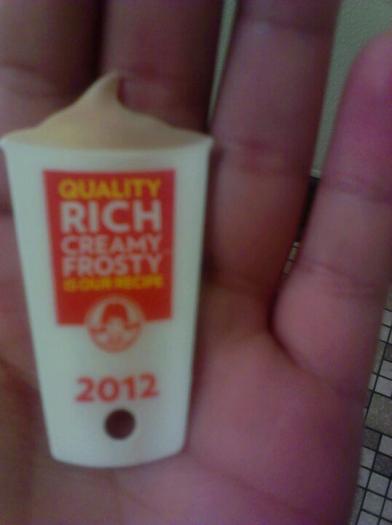 QUALITY
RICH
CREAMY
FROSTY
IS OUR RECIPE
2012